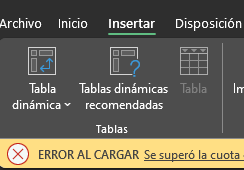 Archivo Inicio Insertar Disposición
Tabla dinámica Tablas dinámicas recomendadas Tabla
Tablas
ERROR AL CARGAR Se superó la cuota